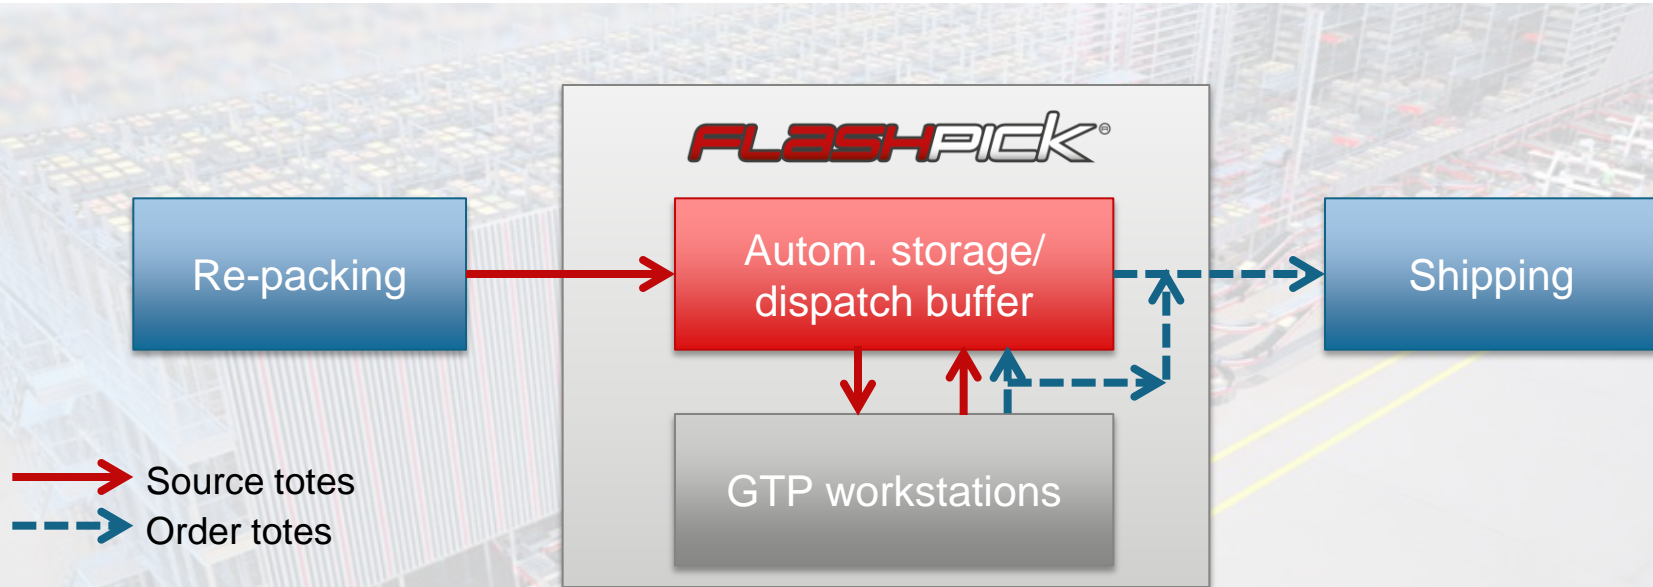 FLASHPICK®
Re-packing
Autom. storage/
dispatch buffer
Shipping
GTP workstations
Source totes
Order totes